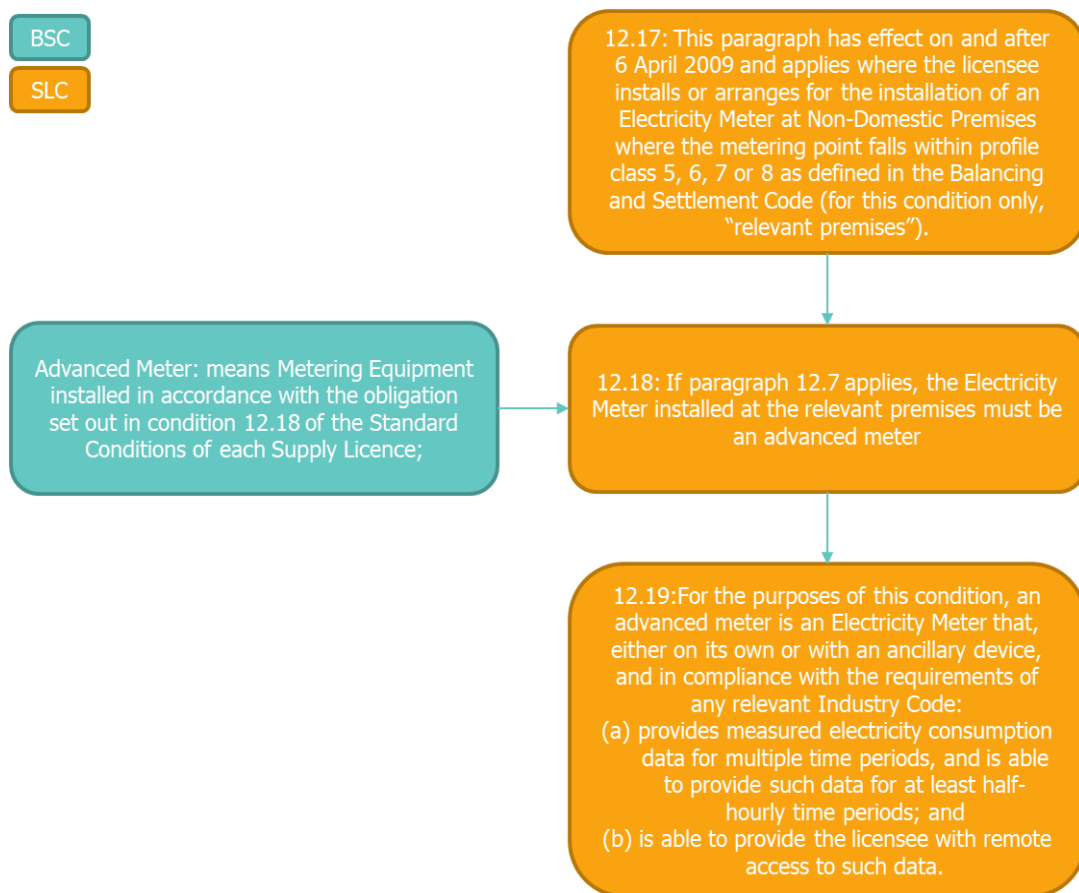 BSC
SLC
12.17: This paragraph has effect on and after
6 April 2009 and applies where the licensee
installs or arranges for the installation of an
Electricity Meter at Non-Domestic Premises
where the metering point falls within profile
class 5, 6, 7 or 8 as defined in the Balancing
and Settlement Code (for this condition only,
“relevant premises”).
Advanced Meter: means Metering Equipment
installed in accordance with the obligation
set out in condition 12.18 of the Standard
Conditions of each Supply Licence;
12.18: If paragraph 12.7 applies, the Electricity
Meter installed at the relevant premises must be
an advanced meter
12.19:For the purposes of this condition, an
advanced meter is an Electricity Meter that,
either on its own or with an ancillary device,
and in compliance with the requirements of
any relevant Industry Code:
(a) provides measured electricity consumption
data for multiple time periods, and is able
to provide such data for at least half-
hourly time periods; and
(b) is able to provide the licensee with remote
access to such data.